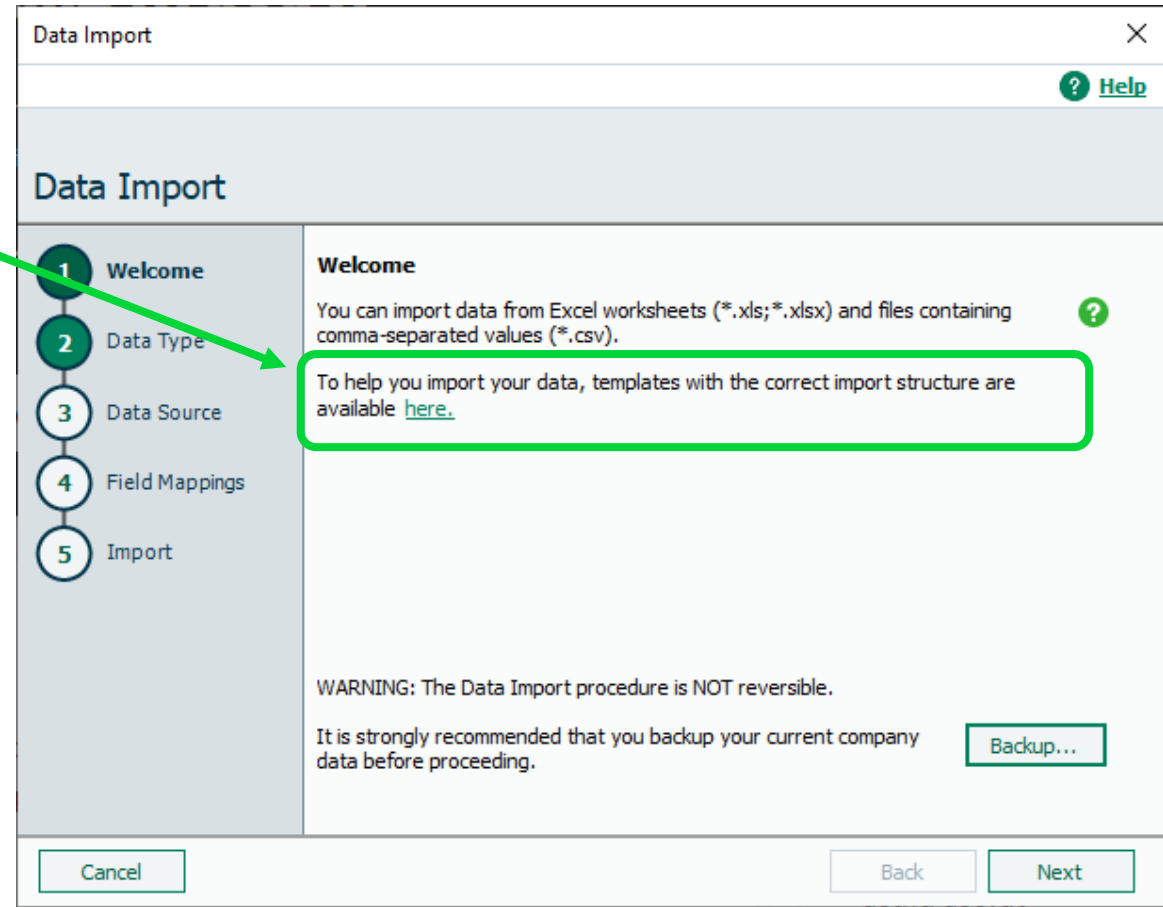 Data Import
? Help
Data Import
1 Welcome
2 Data Type
3 Data Source
4 Field Mappings
5 Import
Welcome
You can import data from Excel worksheets (*.xls;*.xlsx) and files containing
comma-separated values (*.csv).
?
To help you import your data, templates with the correct import structure are
available here.
WARNING: The Data Import procedure is NOT reversible.
It is strongly recommended that you backup your current company
data before proceeding.
Backup...
Cancel
Back
Next